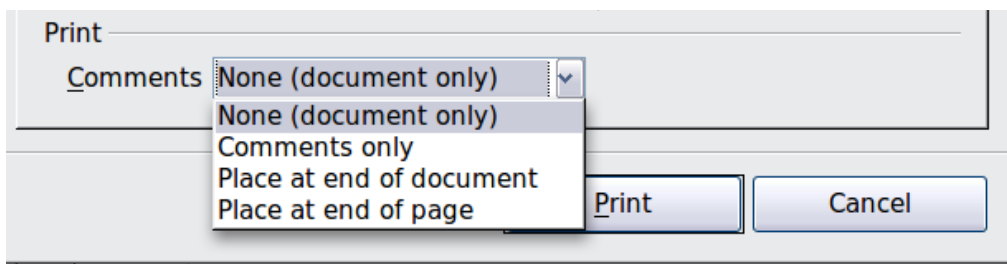 Print
Comments None (document only)
None (document only)
Comments only
Place at end of document
Place at end of page
Print Cancel